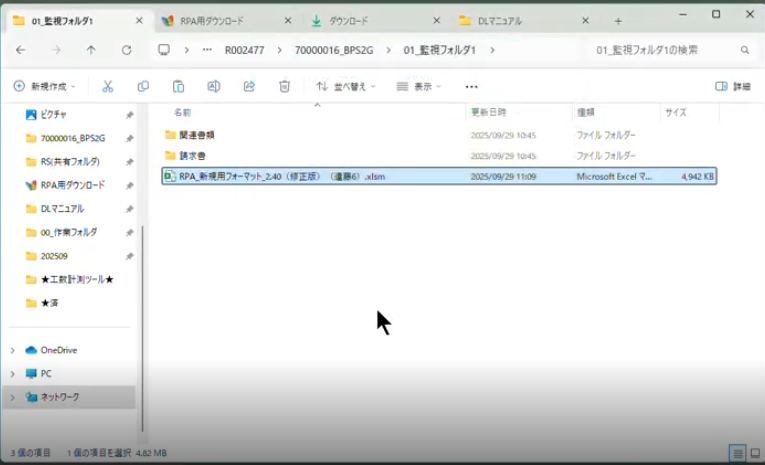 01_監視フォルダ1
RPA用ダウンロード
ダウンロード
DLマニュアル
R002477 > 70000016_BPS2G > 01_監視フォルダ1 >
01_監視フォルダ1の検索
新規作成
並べ替え
表示
詳細
名前 更新日時 種類 サイズ
関連書類 2025/09/29 10:45 ファイル フォルダー
請求書 2025/09/29 10:45 ファイル フォルダー
RPA_新規用フォーマット_2.40（修正版）（遠藤6）.xlsm 2025/09/29 11:09 Microsoft Excel マ... 4,942 KB
ピクチャ
70000016_BPS2G
RS(共有フォルダ)
RPA用ダウンロード
DLマニュアル
00_作業フォルダ
202509
★工数計測ツール★
★済
OneDrive
PC
ネットワーク
3 個の項目 1 個の項目を選択 4.82 MB